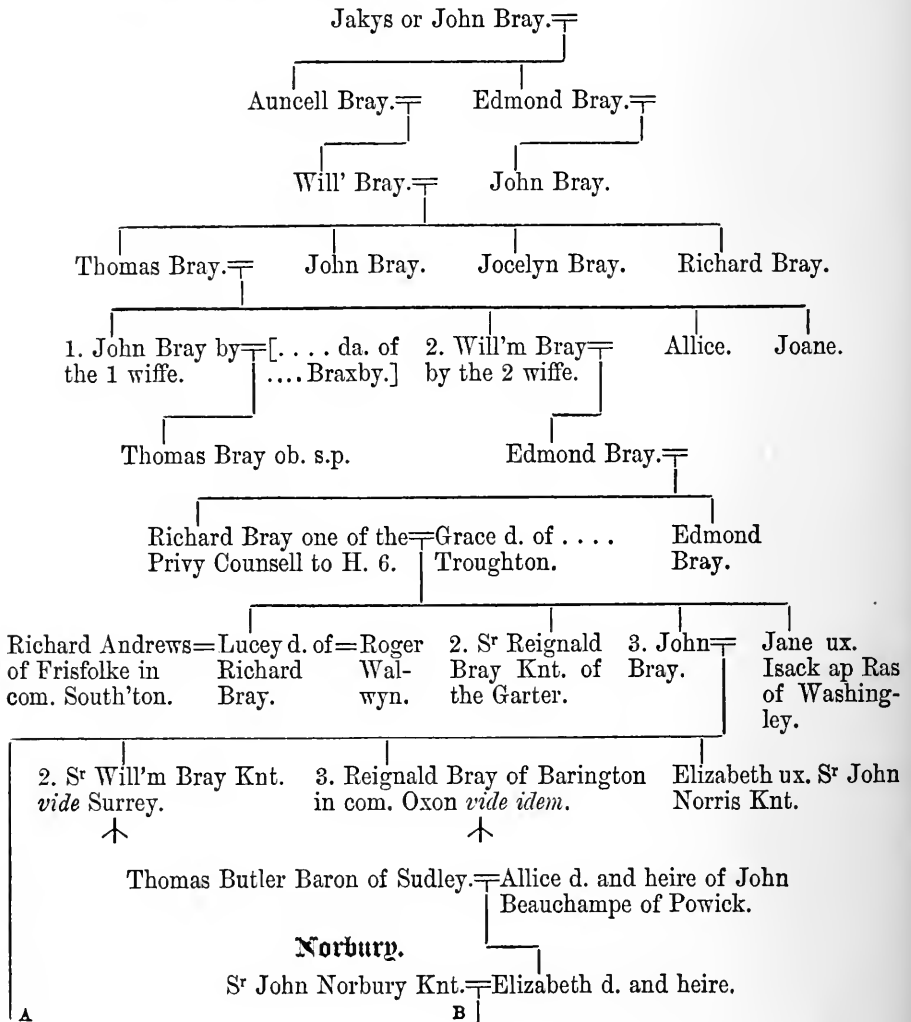 Jakys or John Bray.
Auncell Bray. Edmond Bray.
Will' Bray. John Bray.
Thomas Bray. John Bray. Jocelyn Bray. Richard Bray.
1. John Bray by [. . . . da. of 2. Will'm Bray Allice. Joane.
the 1 wiffe. . . . . Braxby.] by the 2 wiffe.
Thomas Bray ob. s.p. Edmond Bray.
Richard Bray one of the Grace d. of . . . . Edmond
Privy Counsell to H. 6. Troughton. Bray.
Richard Andrews=Lucey d. of=Roger 2. Sr Reignald 3. John Jane ux.
of Frisfolke in Richard Wal- Bray Knt. of Bray. Isack ap Ras
com. South'ton. Bray. wyn. the Garter. of Washing-
ley.
2. Sr Will'm Bray Knt. 3. Reignald Bray of Barington Elizabeth ux. Sr John
vide Surrey. in com. Oxon vide idem. Norris Knt.
Thomas Butler Baron of Sudley. Allice d. and heire of John
Beauchampe of Powick.
Norbury.
Sr John Norbury Knt. Elizabeth d. and heire.
A B